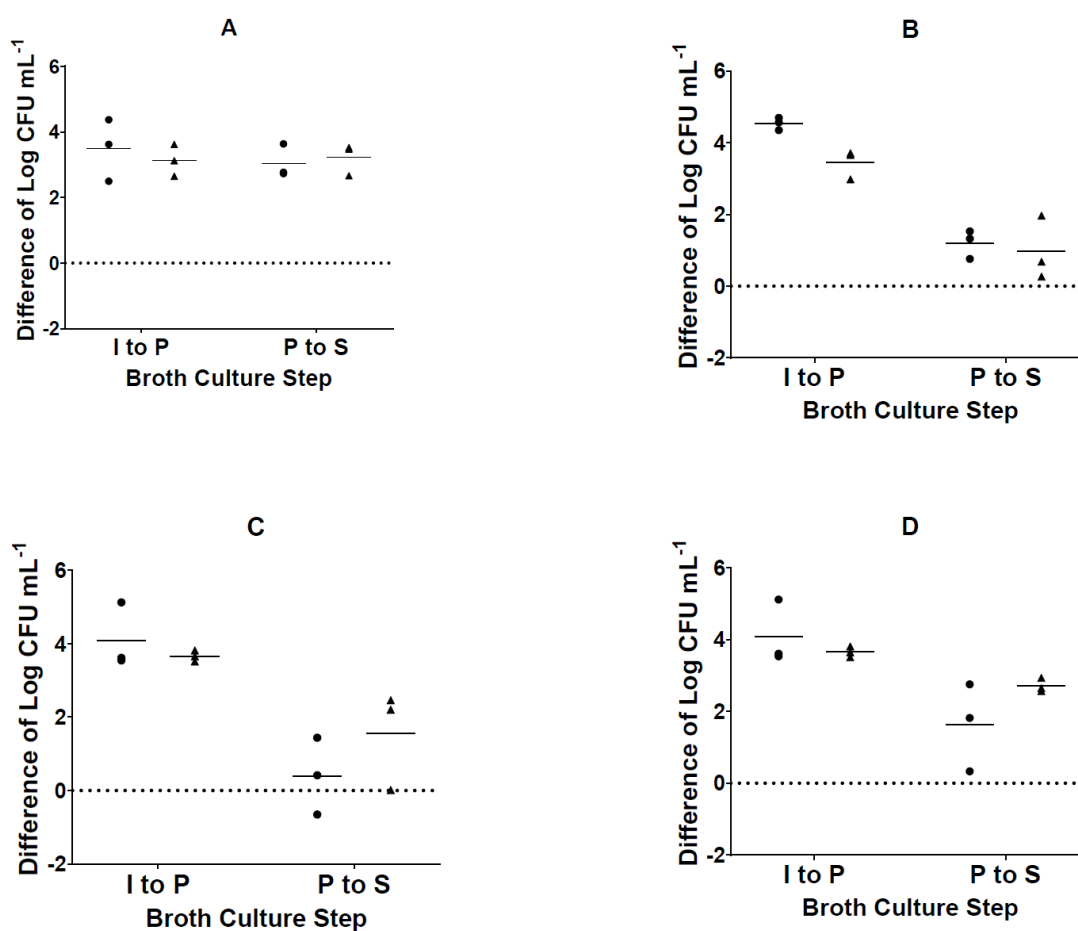 A
Difference of Log CFU mL⁻¹
6
4
2
0
-2
I to P
P to S
Broth Culture Step
B
Difference of Log CFU mL⁻¹
6
4
2
0
-2
I to P
P to S
Broth Culture Step
C
Difference of Log CFU mL⁻¹
6
4
2
0
-2
I to P
P to S
Broth Culture Step
D
Difference of Log CFU mL⁻¹
6
4
2
0
-2
I to P
P to S
Broth Culture Step